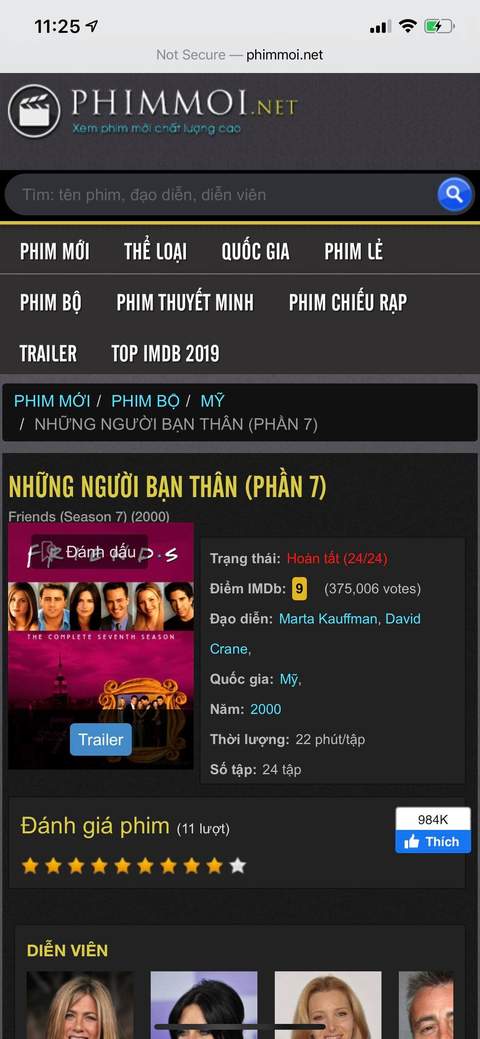 11:25
Not Secure — phimmoi.net
PHIMMOI.NET
Xem phim mới chất lượng cao
Tìm: tên phim, đạo diễn, diễn viên
PHIM MỚI THỂ LOẠI QUỐC GIA PHIM LẺ
PHIM BỘ PHIM THUYẾT MINH PHIM CHIẾU RẠP
TRAILER TOP IMDB 2019
PHIM MỚI / PHIM BỘ / MỸ
/ NHỮNG NGƯỜI BẠN THÂN (PHẦN 7)
NHỮNG NGƯỜI BẠN THÂN (PHẦN 7)
Friends (Season 7) (2000)
F·R·I·E·N·D·S
Đánh dấu
THE COMPLETE SEVENTH SEASON
Trailer
Trạng thái: Hoàn tất (24/24)
Điểm IMDb: 9 (375,006 votes)
Đạo diễn: Marta Kauffman, David
Crane,
Quốc gia: Mỹ,
Năm: 2000
Thời lượng: 22 phút/tập
Số tập: 24 tập
Đánh giá phim (11 lượt)
984K
Thích
DIỄN VIÊN